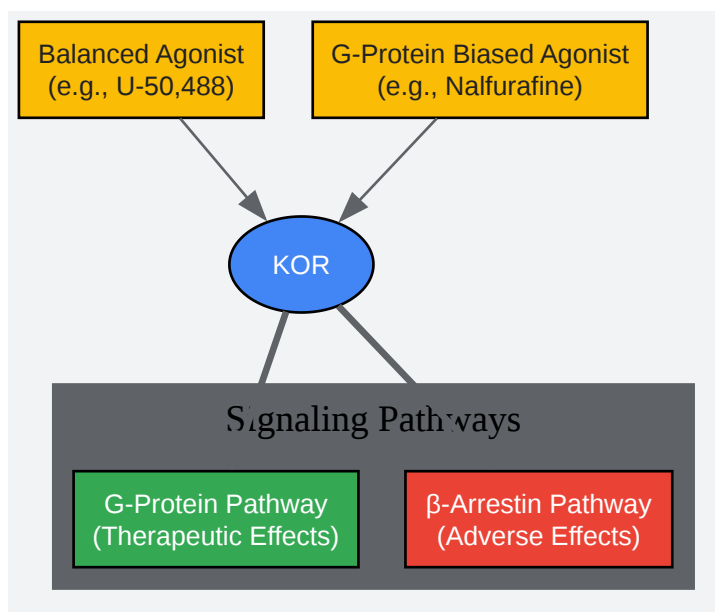 Balanced Agonist
(e.g., U-50,488)
G-Protein Biased Agonist
(e.g., Nalfurafine)
KOR
Signaling Pathways
G-Protein Pathway
(Therapeutic Effects)
β-Arrestin Pathway
(Adverse Effects)